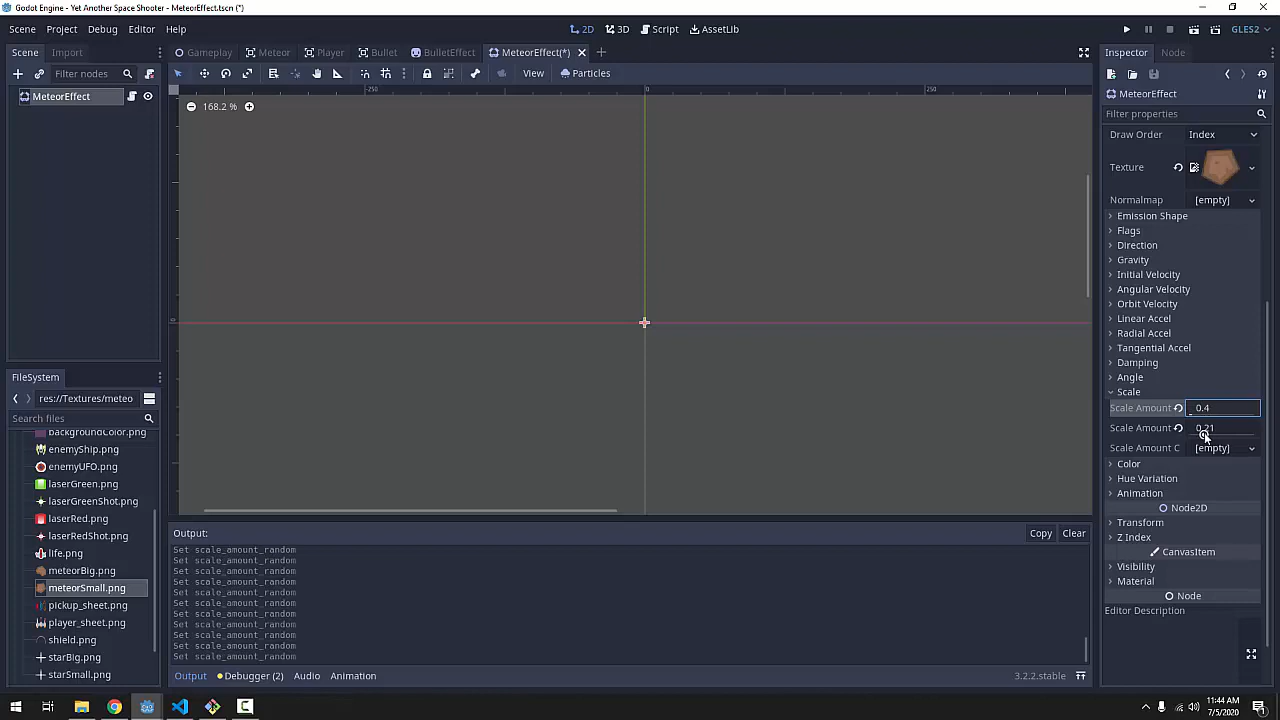 Godot Engine - Yet Another Space Shooter - MeteorEffect.tscn (*)
Scene Project Debug Editor Help
2D 3D Script AssetLib
GLES2
Scene Import
Gameplay Meteor Player Bullet BulletEffect MeteorEffect(*)
Inspector Node
Filter nodes
View Particles
MeteorEffect
-250 0 250
MeteorEffect
168.2 %
Filter properties
Draw Order Index
Texture
Normalmap [empty]
Emission Shape
Flags
Direction
Gravity
Initial Velocity
Angular Velocity
Orbit Velocity
Linear Accel
Radial Accel
Tangential Accel
Damping
Angle
Scale
Scale Amount 0.4
Scale Amount 0.21
Scale Amount C [empty]
Color
Hue Variation
Animation
Node2D
Transform
Z Index
CanvasItem
Visibility
Material
Node
Editor Description
FileSystem
res://Textures/meteo
Search files
backgroundColor.png
enemyShip.png
enemyUFO.png
laserGreen.png
laserGreenShot.png
laserRed.png
laserRedShot.png
life.png
meteorBig.png
meteorSmall.png
pickup_sheet.png
player_sheet.png
shield.png
starBig.png
starSmall.png
Output: Copy Clear
Set scale_amount_random
Set scale_amount_random
Set scale_amount_random
Set scale_amount_random
Set scale_amount_random
Set scale_amount_random
Set scale_amount_random
Set scale_amount_random
Set scale_amount_random
Set scale_amount_random
Set scale_amount_random
Output Debugger (2) Audio Animation 3.2.2.stable
11:44 AM
7/5/2020